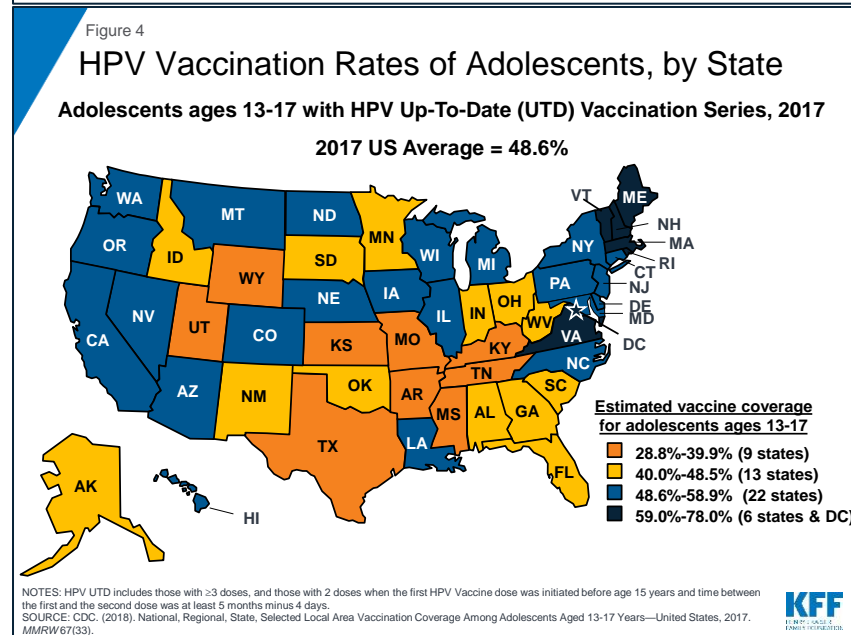 Figure 4
HPV Vaccination Rates of Adolescents, by State
Adolescents ages 13-17 with HPV Up-To-Date (UTD) Vaccination Series, 2017
2017 US Average = 48.6%
WA
MT
ND
MN
VT
ME
NH
MA
RI
CT
NJ
DE
MD
DC
OR
ID
WY
SD
WI
MI
NY
PA
NV
UT
CO
NE
IA
IL
IN
OH
WV
VA
CA
AZ
NM
KS
MO
KY
NC
TN
OK
AR
SC
TX
LA
MS
AL
GA
FL
AK
HI
Estimated vaccine coverage
for adolescents ages 13-17
28.8%-39.9% (9 states)
40.0%-48.5% (13 states)
48.6%-58.9% (22 states)
59.0%-78.0% (6 states & DC)
NOTES: HPV UTD includes those with ≥3 doses, and those with 2 doses when the first HPV Vaccine dose was initiated before age 15 years and time between
the first and the second dose was at least 5 months minus 4 days.
SOURCE: CDC. (2018). National, Regional, State, Selected Local Area Vaccination Coverage Among Adolescents Aged 13-17 Years—United States, 2017.
MMRW 67(33).
KFF
HENRY J KAISER
FAMILY FOUNDATION